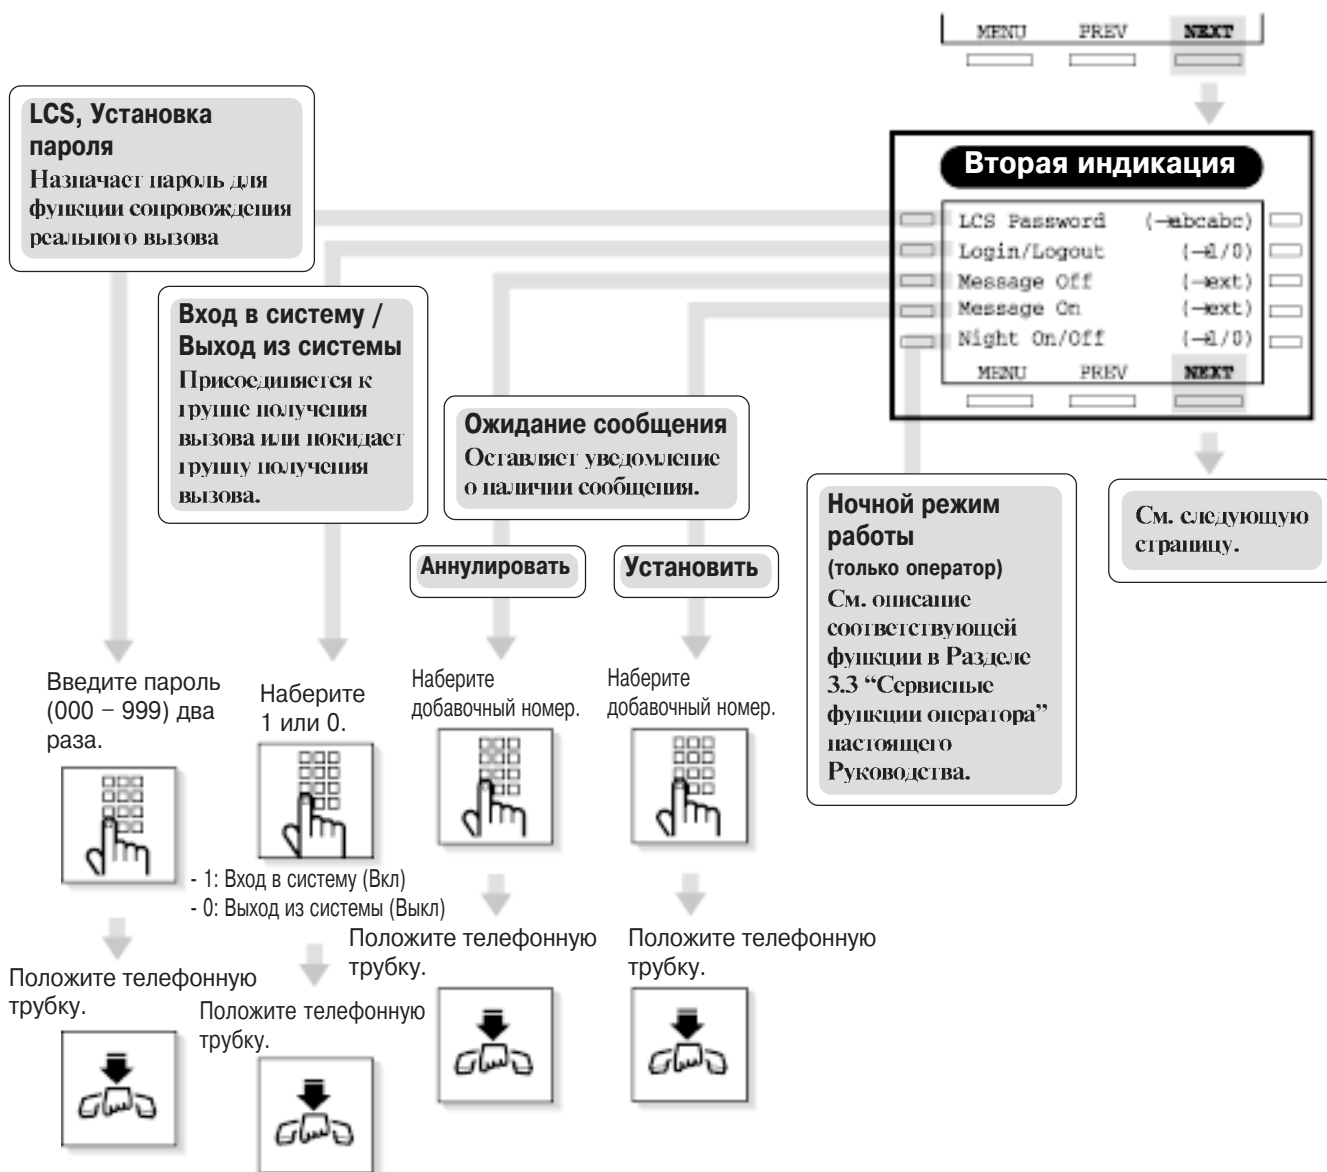 MENU PREV NEXT
LCS, Установка
пароля
Назначает пароль для
функции сопровождения
реального вызова
Вторая индикация
LCS Password (→abcabc)
Login/Logout (→1/0)
Message Off (→ext)
Message On (→ext)
Night On/Off (→1/0)
MENU PREV NEXT
Вход в систему /
Выход из системы
Присоединяется к
группе получения
вызова или покидает
группу получения
вызова.
Ожидание сообщения
Оставляет уведомление
о наличии сообщения.
Аннулировать
Установить
Ночной режим
работы
(только оператор)
См. описание
соответствующей
функции в Разделе
3.3 “Сервисные
функции оператора”
настоящего
Руководства.
См. следующую
страницу.
Введите пароль
(000 – 999) два
раза.
Наберите
1 или 0.
Наберите
добавочный номер.
Наберите
добавочный номер.
- 1: Вход в систему (Вкл)
- 0: Выход из системы (Выкл)
Положите телефонную
трубку.
Положите телефонную
трубку.
Положите телефонную
трубку.
Положите телефонную
трубку.